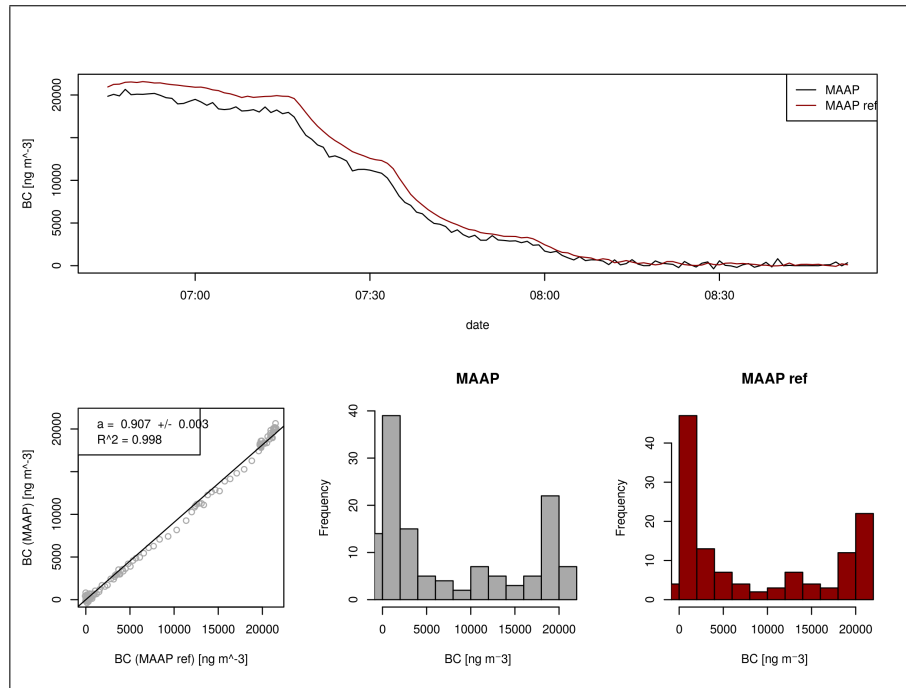 MAAP
MAAP ref
BC [ng m^-3]
0 5000 10000 20000
07:00 07:30 08:00 08:30
date
a = 0.907 +/- 0.003
R^2 = 0.998
BC (MAAP) [ng m^-3]
0 5000 10000 20000
0 5000 10000 15000 20000
BC (MAAP ref) [ng m^-3]
MAAP
Frequency
0 10 20 30 40
0 5000 10000 15000 20000
BC [ng m⁻3]
MAAP ref
Frequency
0 10 20 30 40
0 5000 10000 15000 20000
BC [ng m⁻3]